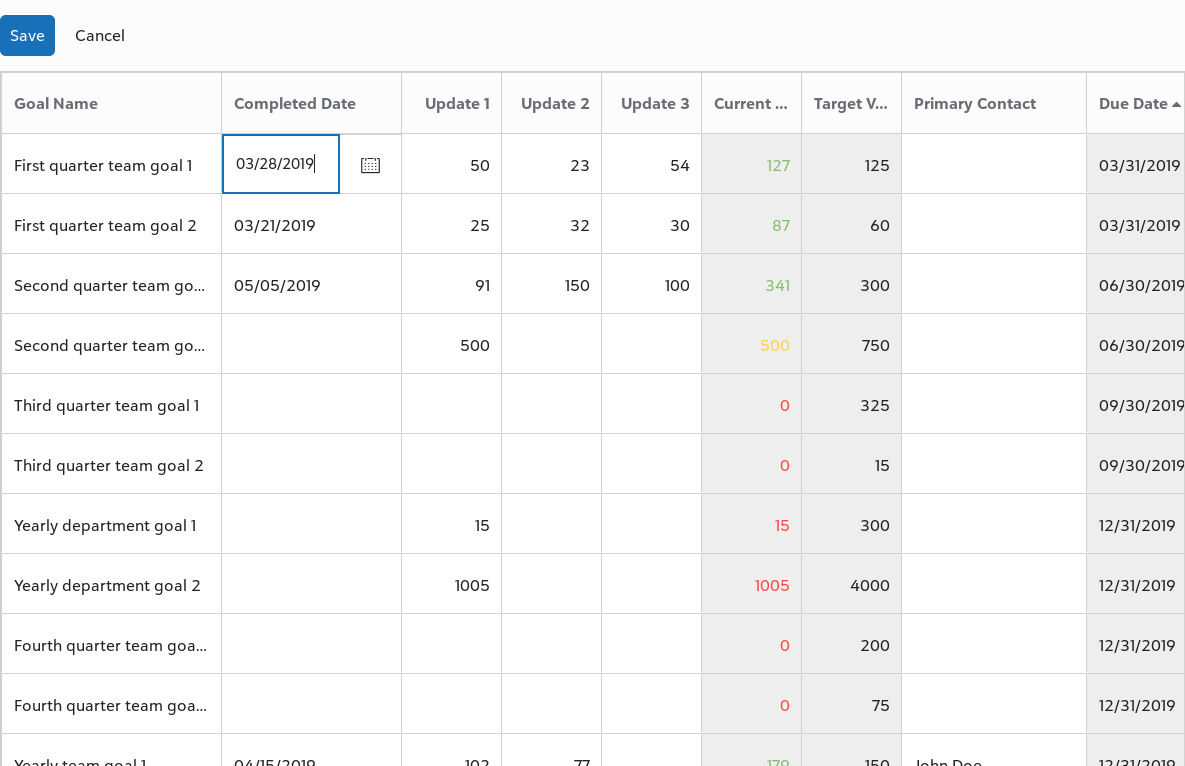 Save Cancel
Goal Name Completed Date Update 1 Update 2 Update 3 Current ... Target V... Primary Contact Due Date
First quarter team goal 1 03/28/2019 50 23 54 127 125 03/31/2019
First quarter team goal 2 03/21/2019 25 32 30 87 60 03/31/2019
Second quarter team go... 05/05/2019 91 150 100 341 300 06/30/2019
Second quarter team go... 500 500 750 06/30/2019
Third quarter team goal 1 0 325 09/30/2019
Third quarter team goal 2 0 15 09/30/2019
Yearly department goal 1 15 15 300 12/31/2019
Yearly department goal 2 1005 1005 4000 12/31/2019
Fourth quarter team goa... 0 200 12/31/2019
Fourth quarter team goa... 0 75 12/31/2019
Yearly team goal 1 04/15/2019 102 77 179 150 John Doe 12/31/2019